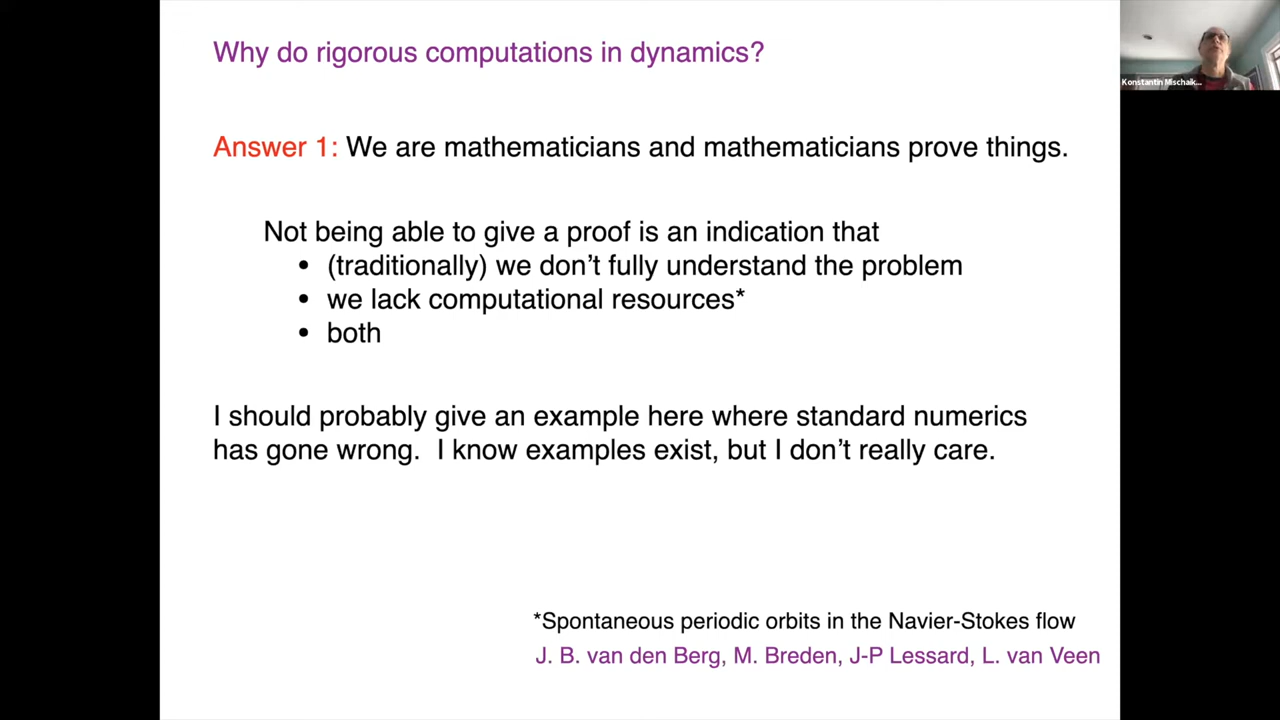 Why do rigorous computations in dynamics?
Konstantin Mischaik...
Answer 1: We are mathematicians and mathematicians prove things.
Not being able to give a proof is an indication that
• (traditionally) we don't fully understand the problem
• we lack computational resources*
• both
I should probably give an example here where standard numerics
has gone wrong.  I know examples exist, but I don't really care.
*Spontaneous periodic orbits in the Navier-Stokes flow
J. B. van den Berg, M. Breden, J-P Lessard, L. van Veen